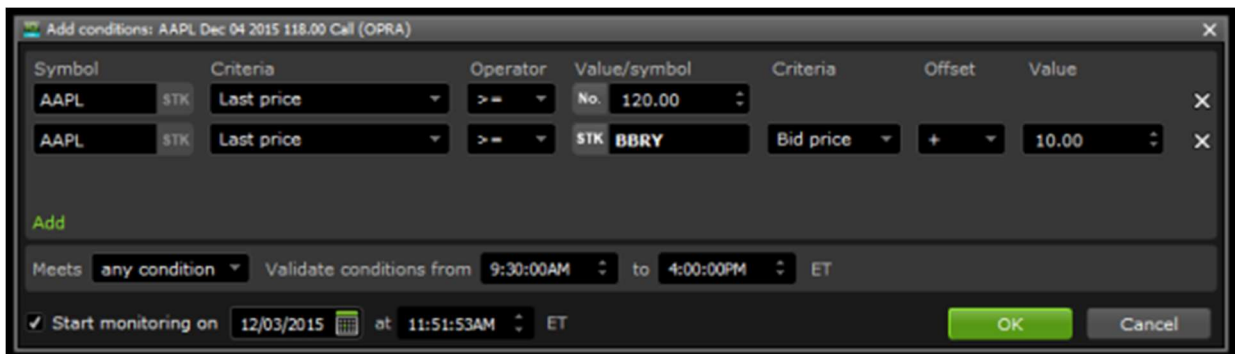 Add conditions: AAPL Dec 04 2015 118.00 Call (OPRA)
Symbol Criteria Operator Value/symbol Criteria Offset Value
AAPL STK Last price >= No. 120.00
AAPL STK Last price >= STK BBRY Bid price + 10.00
Add
Meets any condition Validate conditions from 9:30:00AM to 4:00:00PM ET
Start monitoring on 12/03/2015 at 11:51:53AM ET OK Cancel